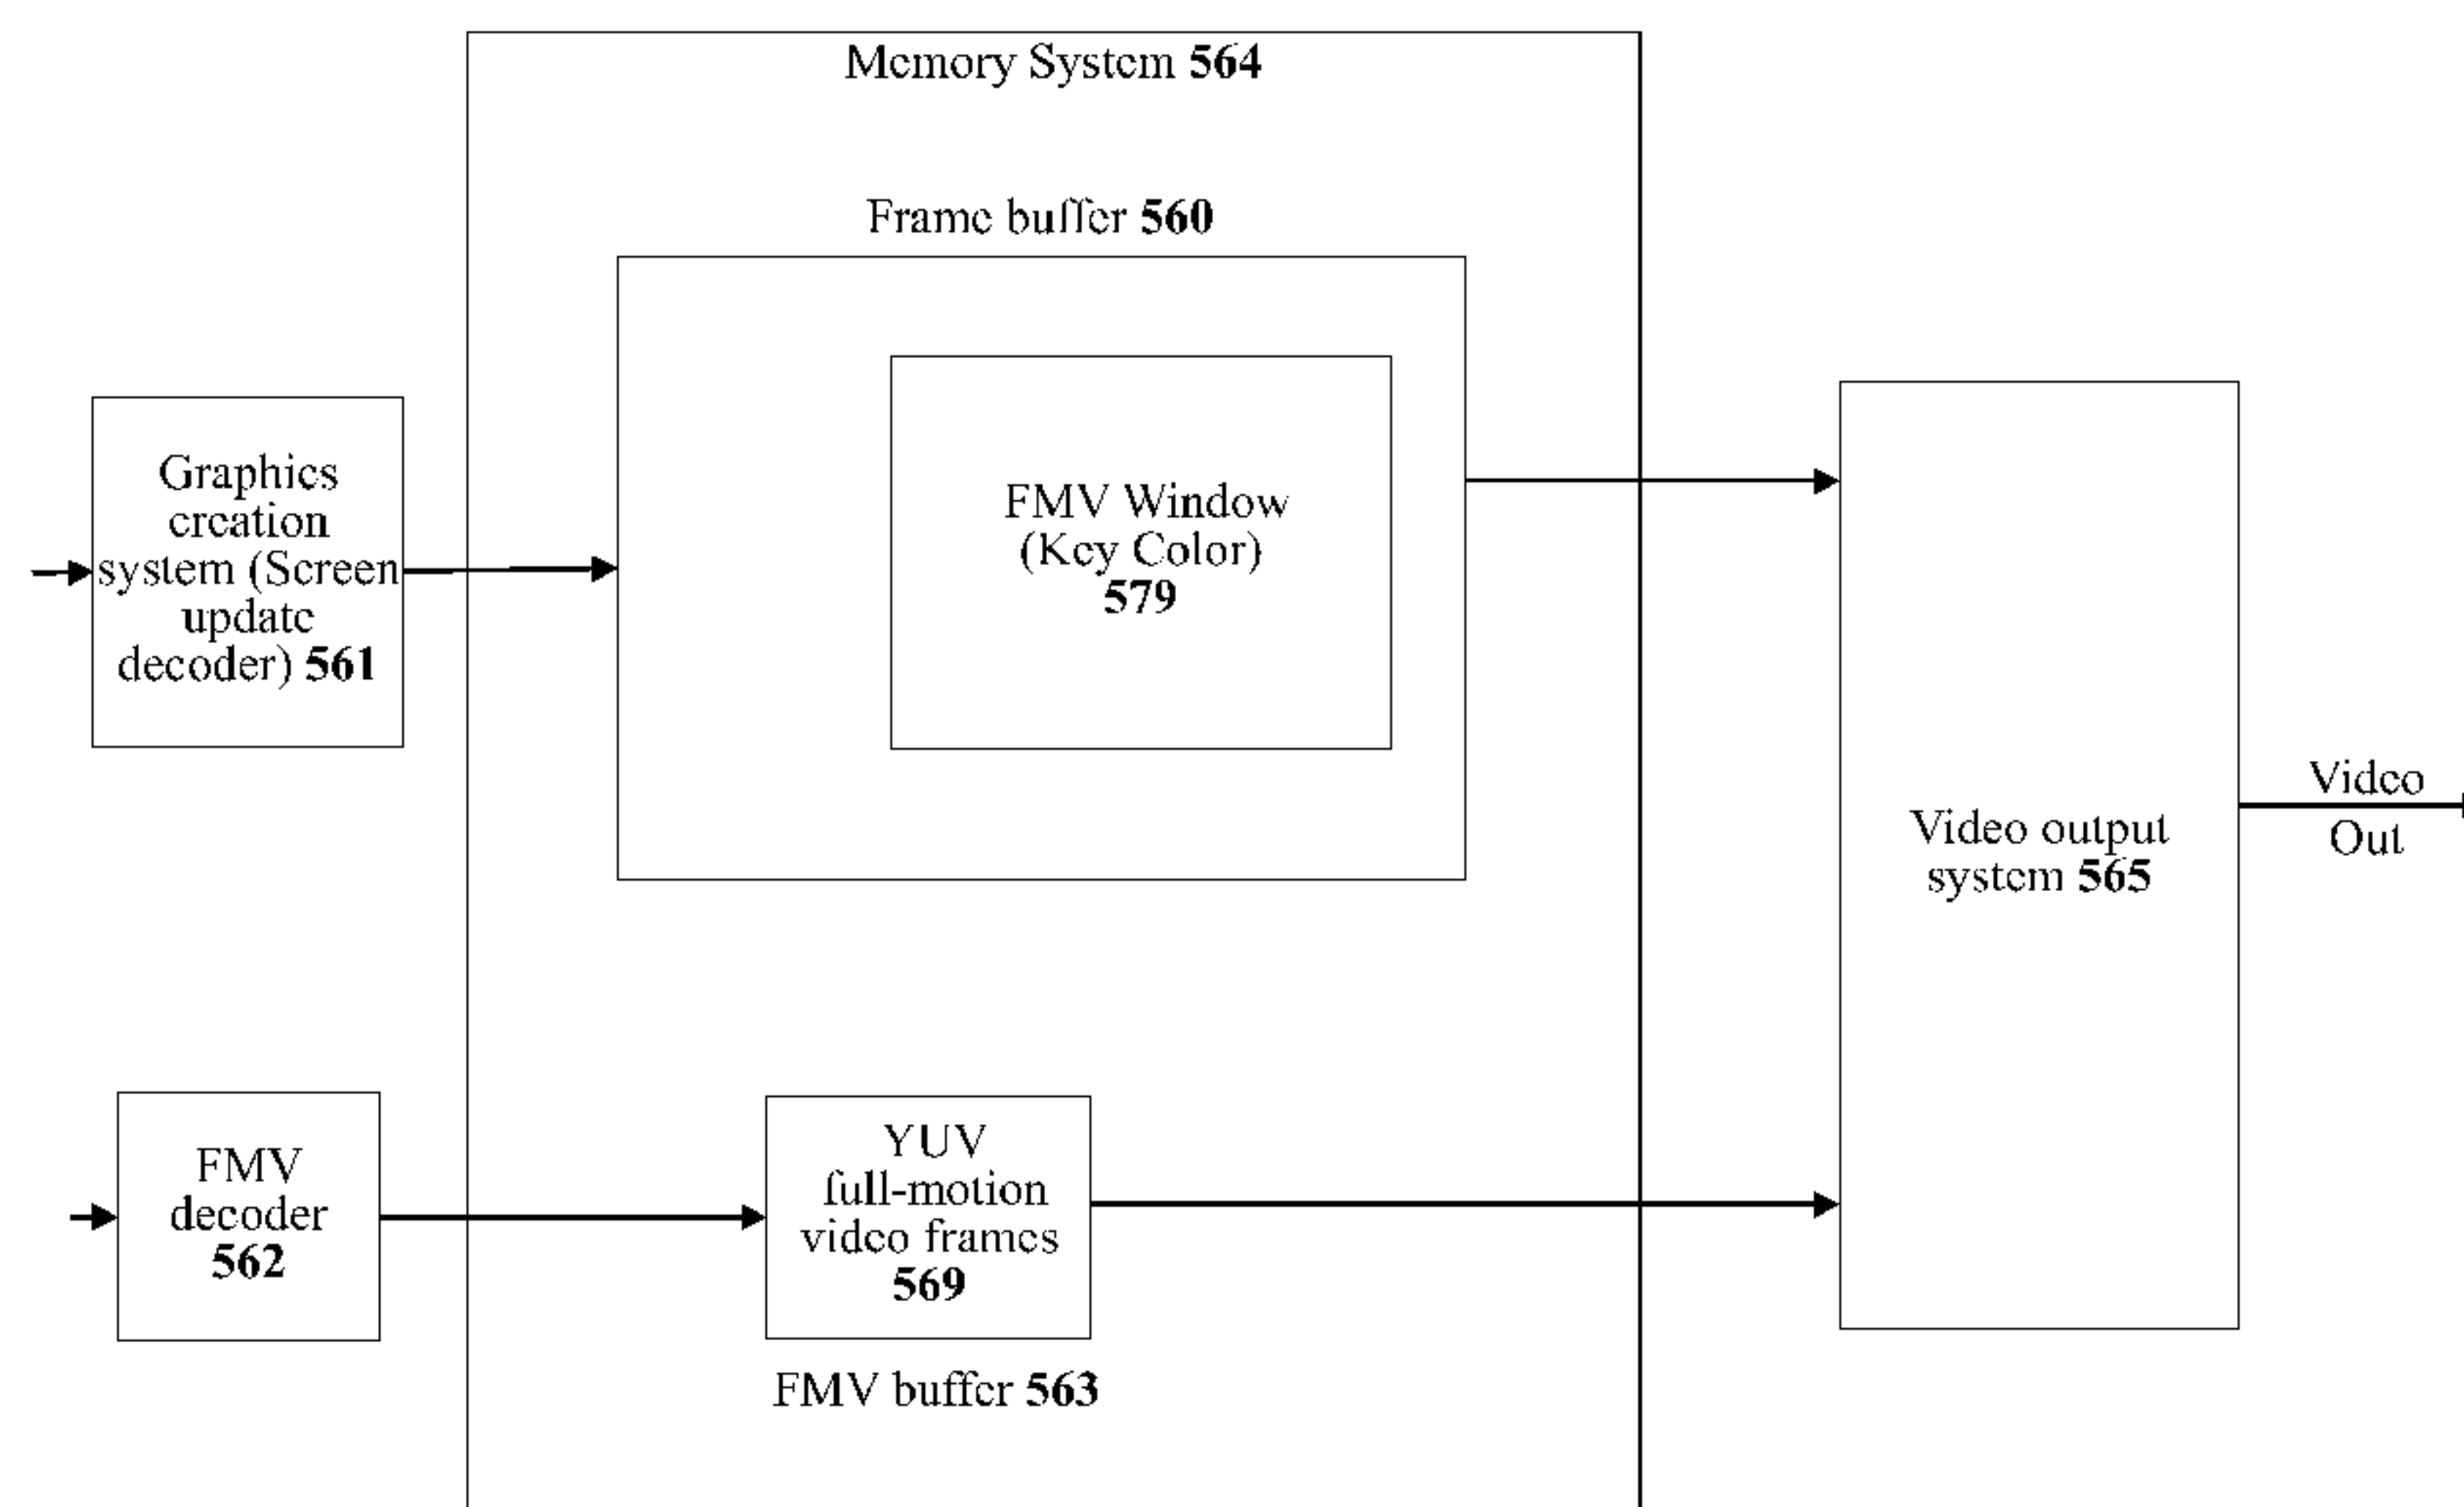 Memory System 564
Frame buffer 560
Graphics
creation
system (Screen
update
decoder) 561
FMV Window
(Key Color)
579
Video output
system 565
Video
Out
FMV
decoder
562
YUV
full-motion
video frames
569
FMV buffer 563